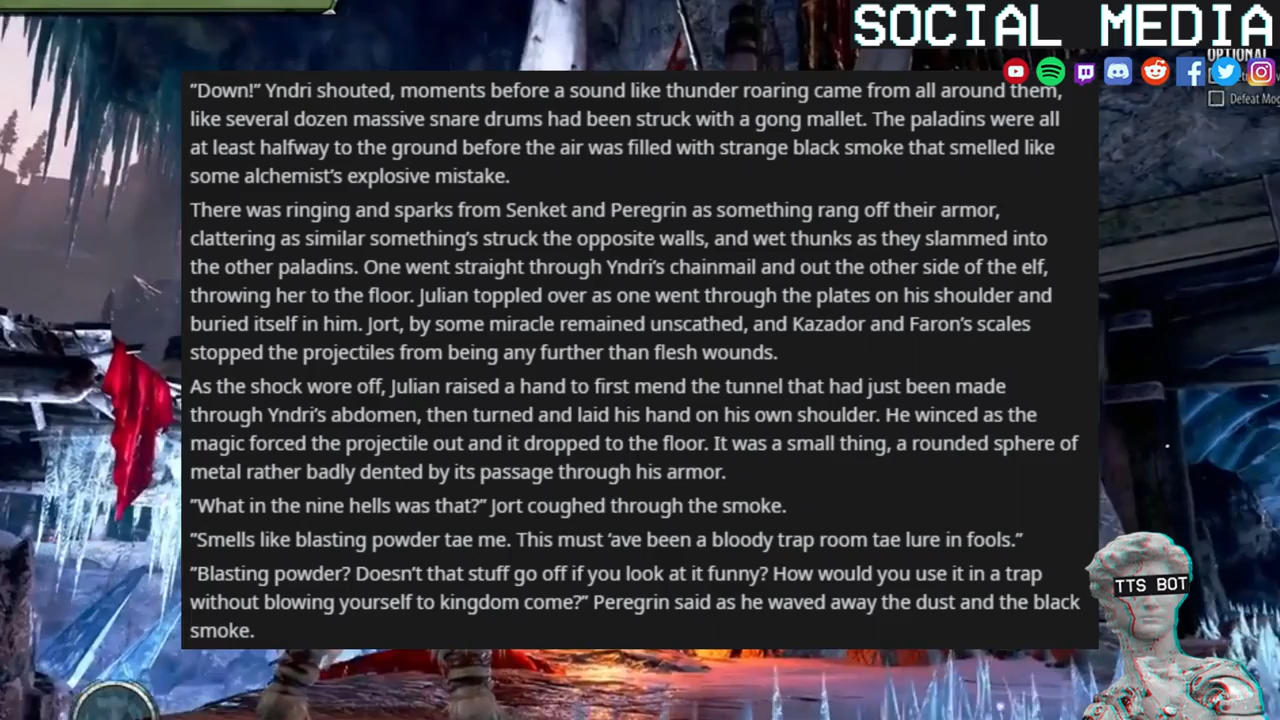 SOCIAL MEDIA
OPTIONAL
Defeat
”Down!” Yndri shouted, moments before a sound like thunder roaring came from all around them,
like several dozen massive snare drums had been struck with a gong mallet. The paladins were all
at least halfway to the ground before the air was filled with strange black smoke that smelled like
some alchemist’s explosive mistake.
There was ringing and sparks from Senket and Peregrin as something rang off their armor,
clattering as similar something’s struck the opposite walls, and wet thunks as they slammed into
the other paladins. One went straight through Yndri’s chainmail and out the other side of the elf,
throwing her to the floor. Julian toppled over as one went through the plates on his shoulder and
buried itself in him. Jort, by some miracle remained unscathed, and Kazador and Faron’s scales
stopped the projectiles from being any further than flesh wounds.
As the shock wore off, Julian raised a hand to first mend the tunnel that had just been made
through Yndri’s abdomen, then turned and laid his hand on his own shoulder. He winced as the
magic forced the projectile out and it dropped to the floor. It was a small thing, a rounded sphere of
metal rather badly dented by its passage through his armor.
”What in the nine hells was that?” Jort coughed through the smoke.
”Smells like blasting powder tae me. This must ‘ave been a bloody trap room tae lure in fools.”
”Blasting powder? Doesn’t that stuff go off if you look at it funny? How would you use it in a trap
without blowing yourself to kingdom come?” Peregrin said as he waved away the dust and the black
smoke.
TTS BOT